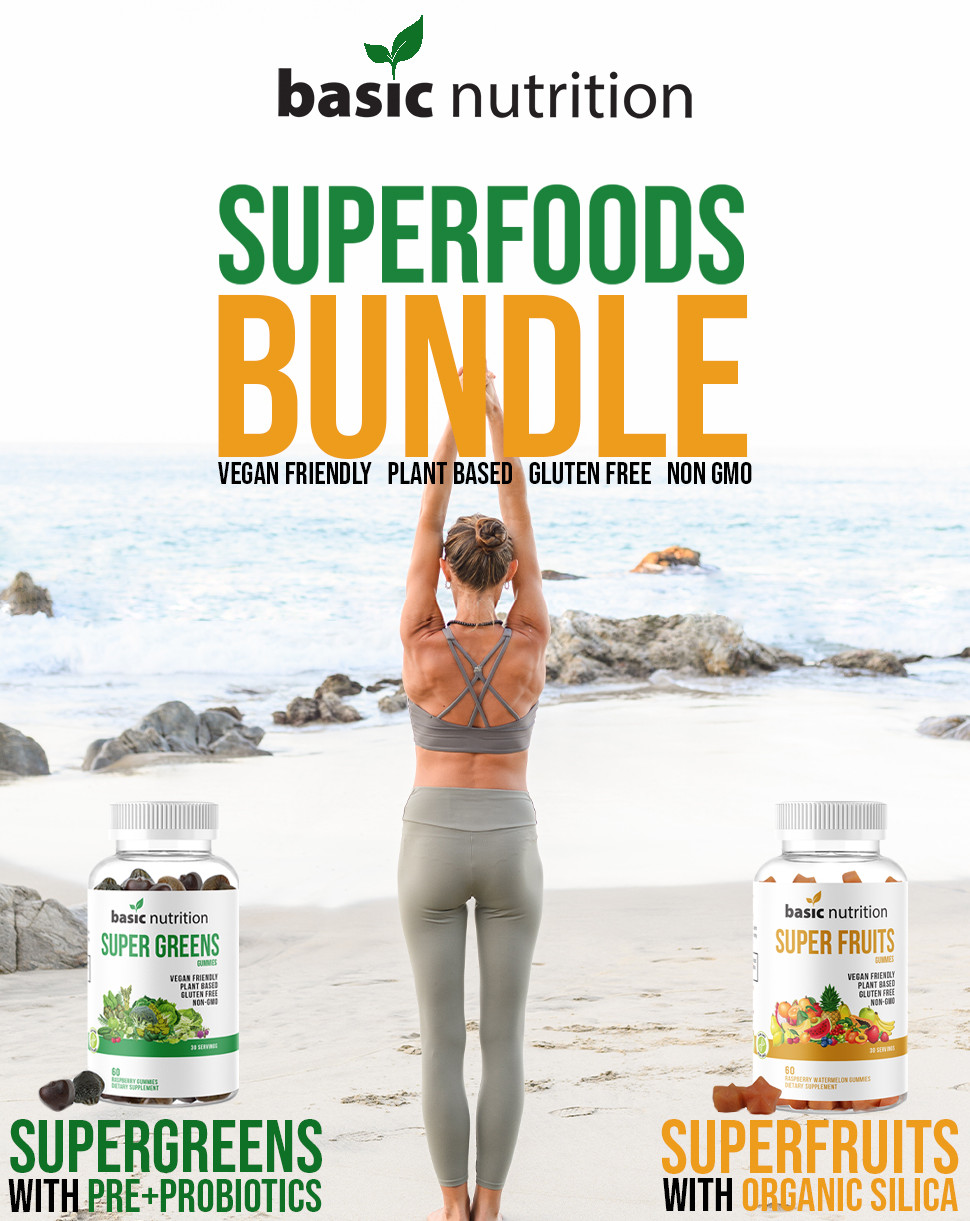 basic nutrition
SUPERFOODS
BUNDLE
VEGAN FRIENDLY PLANT BASED GLUTEN FREE NON GMO
basic nutrition
SUPER GREENS
GUMMIES
VEGAN FRIENDLY
PLANT BASED
GLUTEN FREE
NON-GMO
30 SERVINGS
60
RASPBERRY GUMMIES
DIETARY SUPPLEMENT
SUPERGREENS
WITH PRE+PROBIOTICS
basic nutrition
SUPER FRUITS
GUMMIES
VEGAN FRIENDLY
PLANT BASED
GLUTEN FREE
NON-GMO
30 SERVINGS
60
RASPBERRY WATERMELON GUMMIES
DIETARY SUPPLEMENT
SUPERFRUITS
WITH ORGANIC SILICA